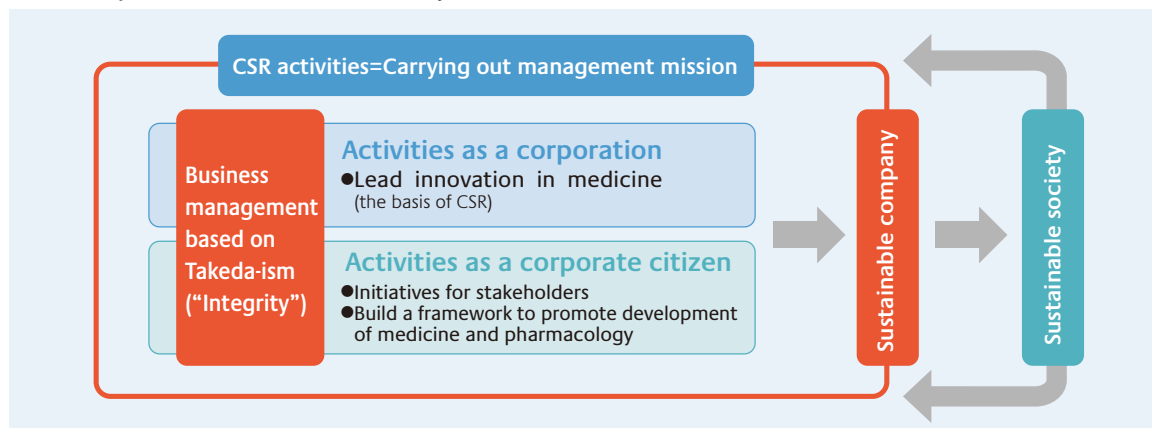 CSR activities=Carrying out management mission
Business
management
based on
Takeda-ism
(“Integrity”)
Activities as a corporation
●Lead innovation in medicine
(the basis of CSR)
Activities as a corporate citizen
●Initiatives for stakeholders
●Build a framework to promote development
of medicine and pharmacology
Sustainable company
Sustainable society